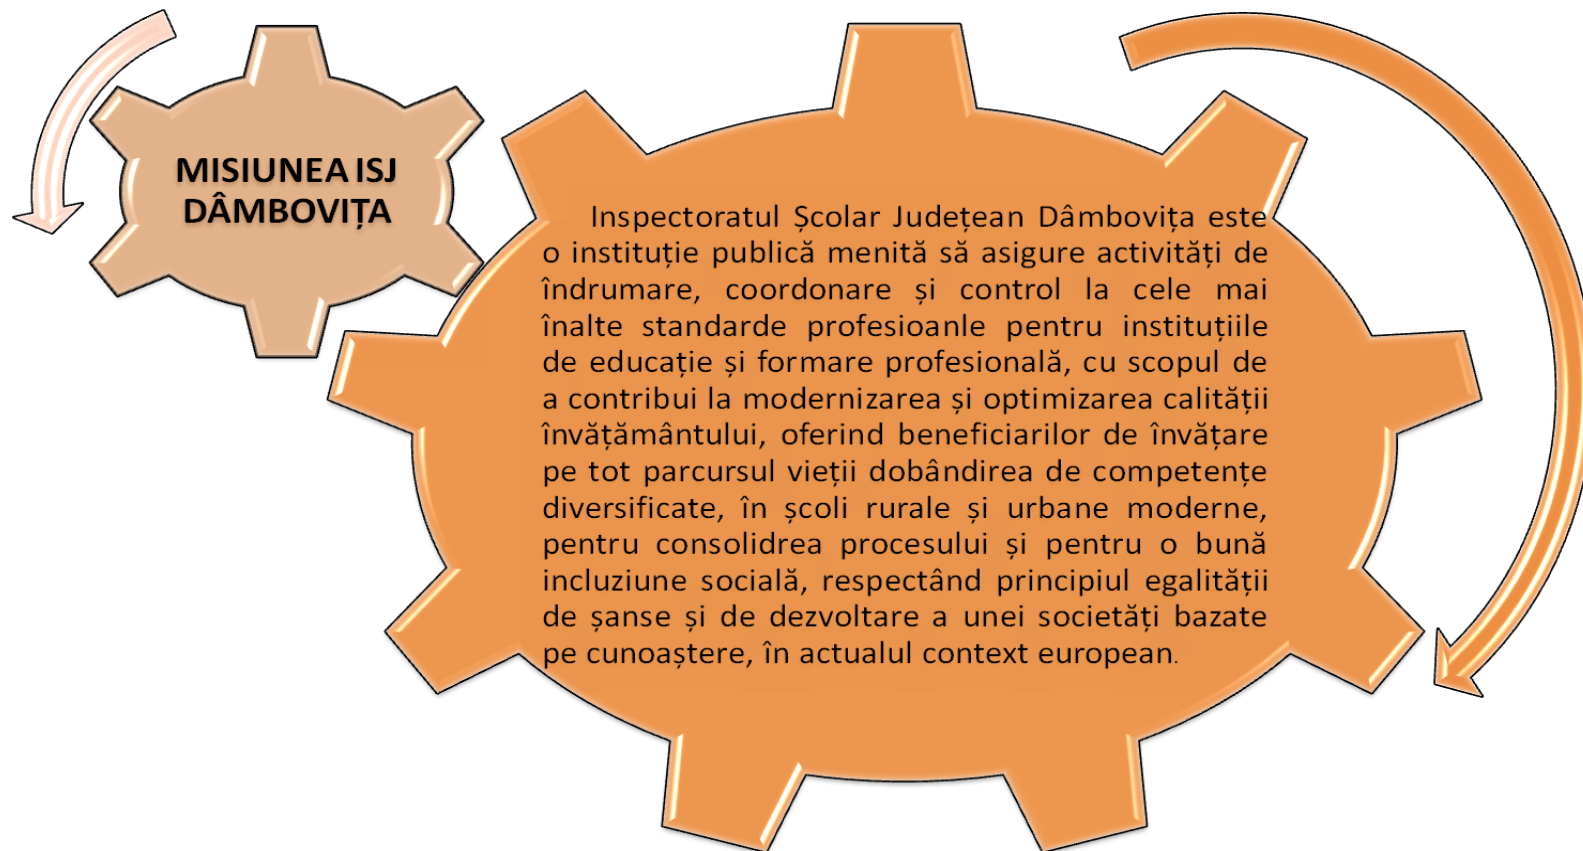 MISIUNEA ISJ
DÂMBOVIȚA
Inspectoratul Școlar Județean Dâmbovița este
o instituție publică menită să asigure activități de
îndrumare, coordonare și control la cele mai
înalte standarde profesioanle pentru instituțiile
de educație și formare profesională, cu scopul de
a contribui la modernizarea și optimizarea calității
învățământului, oferind beneficiarilor de învățare
pe tot parcursul vieții dobândirea de competențe
diversificate, în școli rurale și urbane moderne,
pentru consolidrea procesului și pentru o bună
incluziune socială, respectând principiul egalității
de șanse și de dezvoltare a unei societăți bazate
pe cunoaștere, în actualul context european.